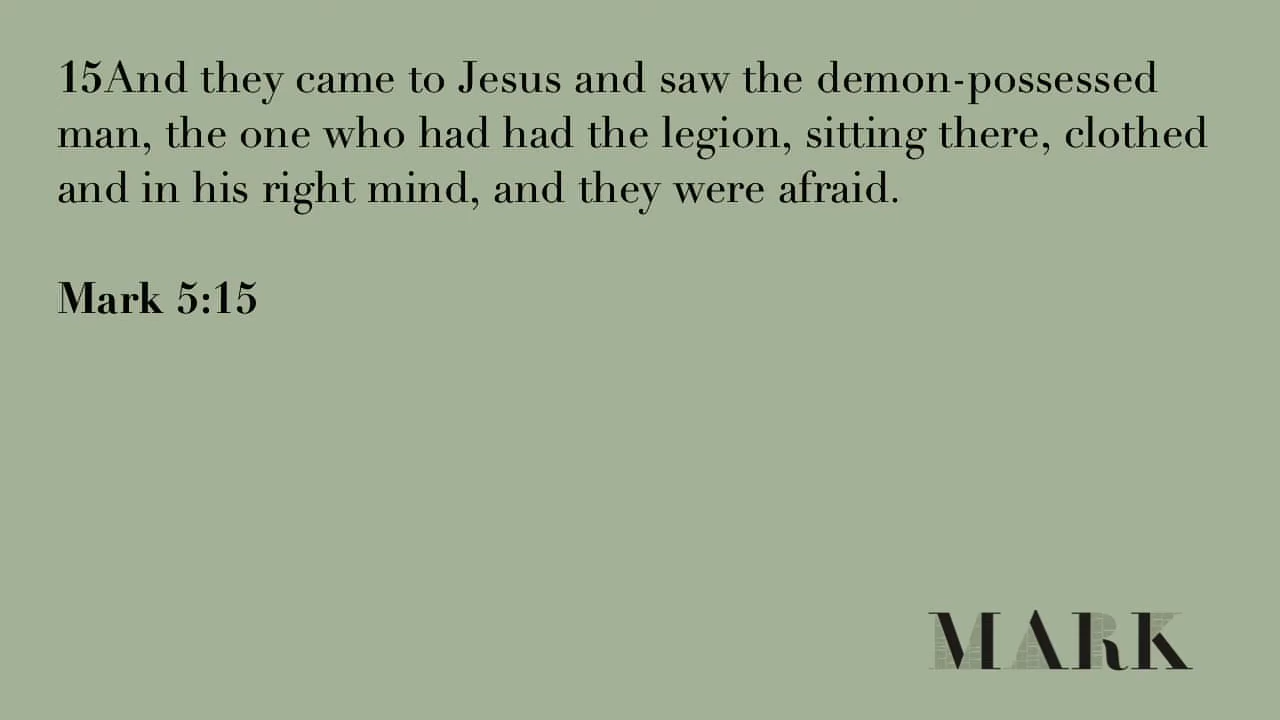 15And they came to Jesus and saw the demon-possessed
man, the one who had had the legion, sitting there, clothed
and in his right mind, and they were afraid.
Mark 5:15
MARK